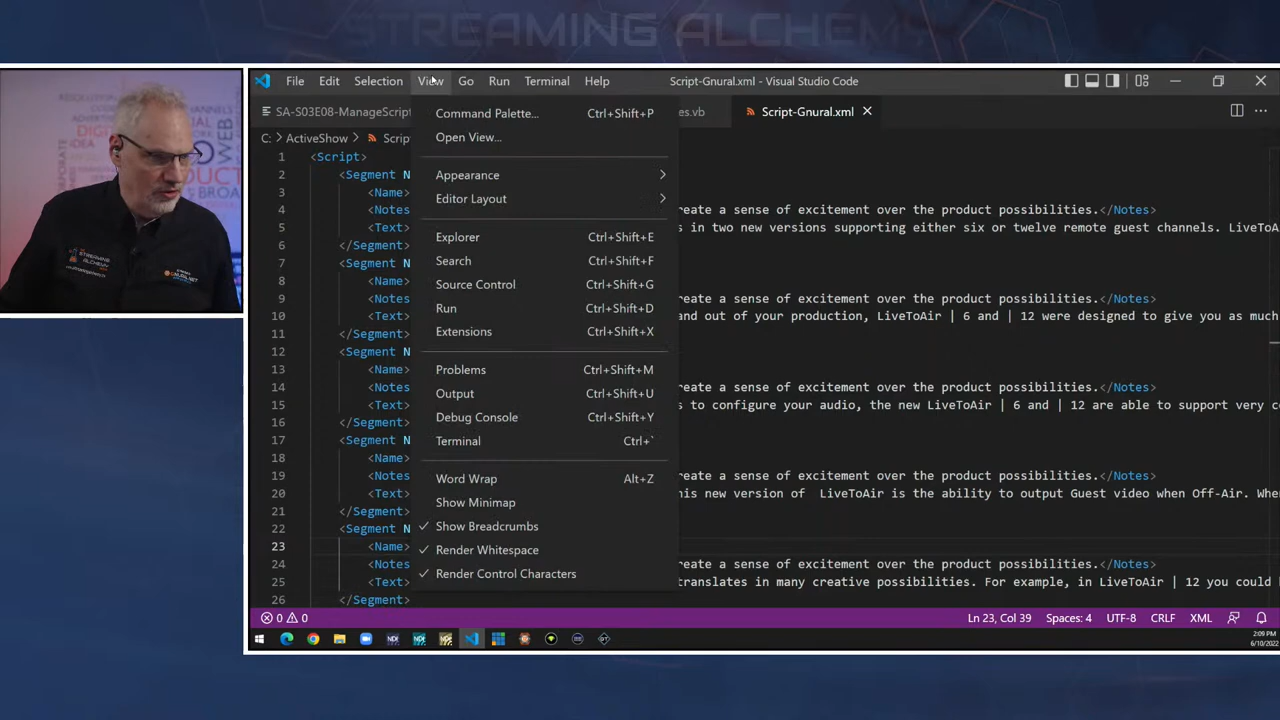 STREAMING ALCHEMY
File Edit Selection View Go Run Terminal Help Script-Gnural.xml - Visual Studio Code
SA-S03E08-ManageScript es.vb Script-Gnural.xml
C: > ActiveShow > Scrip
Command Palette... Ctrl+Shift+P
Open View...
Appearance
Editor Layout
Explorer Ctrl+Shift+E
Search Ctrl+Shift+F
Source Control Ctrl+Shift+G
Run Ctrl+Shift+D
Extensions Ctrl+Shift+X
Problems Ctrl+Shift+M
Output Ctrl+Shift+U
Debug Console Ctrl+Shift+Y
Terminal Ctrl+`
Word Wrap Alt+Z
Show Minimap
✓ Show Breadcrumbs
✓ Render Whitespace
✓ Render Control Characters
1 <Script>
2 <Segment N
3 <Name>
4 <Notes reate a sense of excitement over the product possibilities.</Notes>
5 <Text> s in two new versions supporting either six or twelve remote guest channels. LiveToA
6 </Segment>
7 <Segment N
8 <Name>
9 <Notes reate a sense of excitement over the product possibilities.</Notes>
10 <Text> and out of your production, LiveToAir | 6 and | 12 were designed to give you as much
11 </Segment>
12 <Segment N
13 <Name>
14 <Notes reate a sense of excitement over the product possibilities.</Notes>
15 <Text> s to configure your audio, the new LiveToAir | 6 and | 12 are able to support very c
16 </Segment>
17 <Segment N
18 <Name>
19 <Notes reate a sense of excitement over the product possibilities.</Notes>
20 <Text> his new version of LiveToAir is the ability to output Guest video when Off-Air. Whe
21 </Segment>
22 <Segment N
23 <Name>
24 <Notes reate a sense of excitement over the product possibilities.</Notes>
25 <Text> translates in many creative possibilities. For example, in LiveToAir | 12 you could
26 </Segment>
0 0 Ln 23, Col 39 Spaces: 4 UTF-8 CRLF XML
2:09 PM
6/10/2022
STREAMING
ALCHEMY
GNURAL.NET